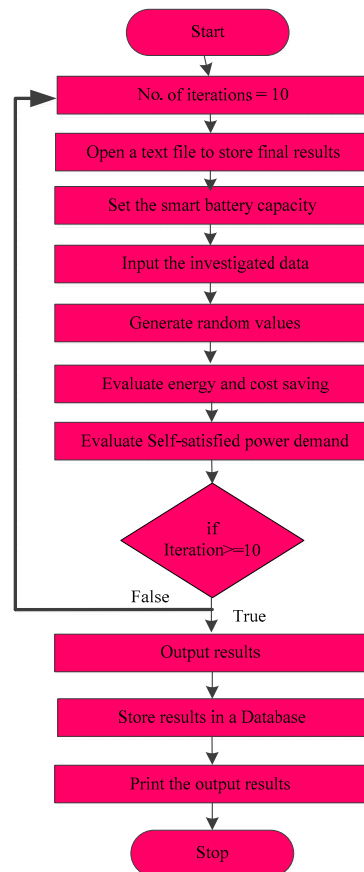 Start
No. of iterations = 10
Open a text file to store final results
Set the smart battery capacity
Input the investigated data
Generate random values
Evaluate energy and cost saving
Evaluate Self-satisfied power demand
if
Iteration>=10
False
True
Output results
Store results in a Database
Print the output results
Stop